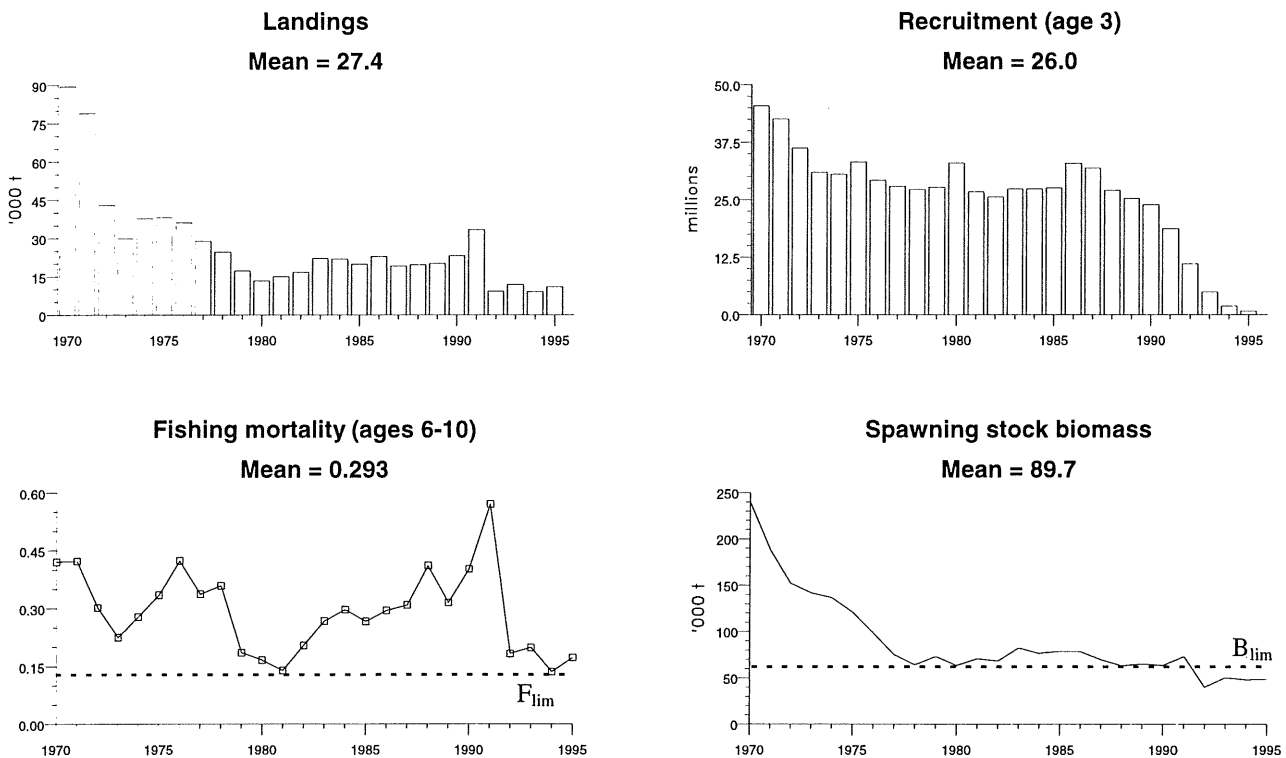 Landings
Mean = 27.4
90
75
60
45
30
15
0
'000 t
1970 1975 1980 1985 1990 1995
Recruitment (age 3)
Mean = 26.0
50.0
37.5
25.0
12.5
0.0
millions
1970 1975 1980 1985 1990 1995
Fishing mortality (ages 6-10)
Mean = 0.293
0.60
0.45
0.30
0.15
0.00
Flim
1970 1975 1980 1985 1990 1995
Spawning stock biomass
Mean = 89.7
250
200
150
100
50
0
'000 t
Blim
1970 1975 1980 1985 1990 1995